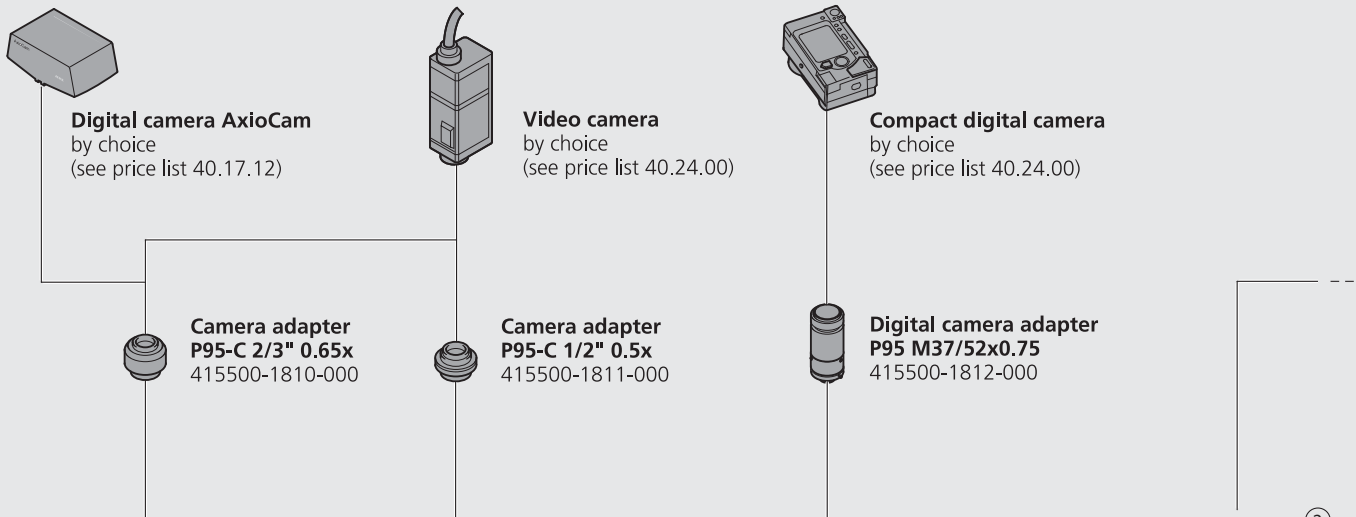 Digital camera AxioCam
by choice
(see price list 40.17.12)
Video camera
by choice
(see price list 40.24.00)
Compact digital camera
by choice
(see price list 40.24.00)
Camera adapter
P95-C 2/3" 0.65x
415500-1810-000
Camera adapter
P95-C 1/2" 0.5x
415500-1811-000
Digital camera adapter
P95 M37/52x0.75
415500-1812-000